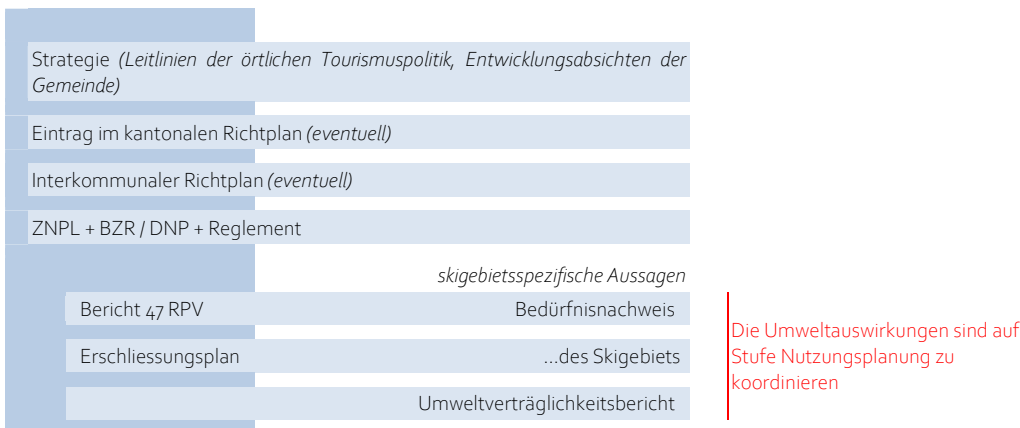 Strategie (Leitlinien der örtlichen Tourismuspolitik, Entwicklungsabsichten der
Gemeinde)
Eintrag im kantonalen Richtplan (eventuell)
Interkommunaler Richtplan (eventuell)
ZNPL + BZR / DNP + Reglement
skigebietsspezifische Aussagen
Bericht 47 RPV Bedürfnisnachweis
Erschliessungsplan ...des Skigebiets
Umweltverträglichkeitsbericht
Die Umweltauswirkungen sind auf
Stufe Nutzungsplanung zu
koordinieren